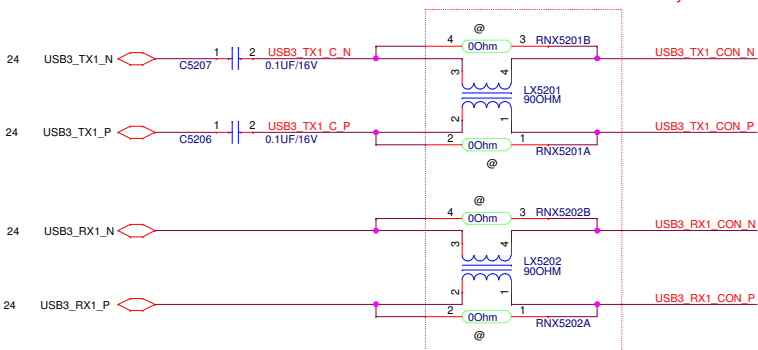 @
4 0Ohm 3 RNX5201B
24 USB3_TX1_N 1 2 USB3_TX1_C_N USB3_TX1_CON_N
C5207 0.1UF/16V
3 4
LX5201
90OHM
2 1
24 USB3_TX1_P 1 2 USB3_TX1_C_P USB3_TX1_CON_P
C5206 0.1UF/16V
2 0Ohm 1 RNX5201A
@
@
4 0Ohm 3 RNX5202B
24 USB3_RX1_N USB3_RX1_CON_N
3 4
LX5202
90OHM
2 1
24 USB3_RX1_P USB3_RX1_CON_P
2 0Ohm 1
RNX5202A
@